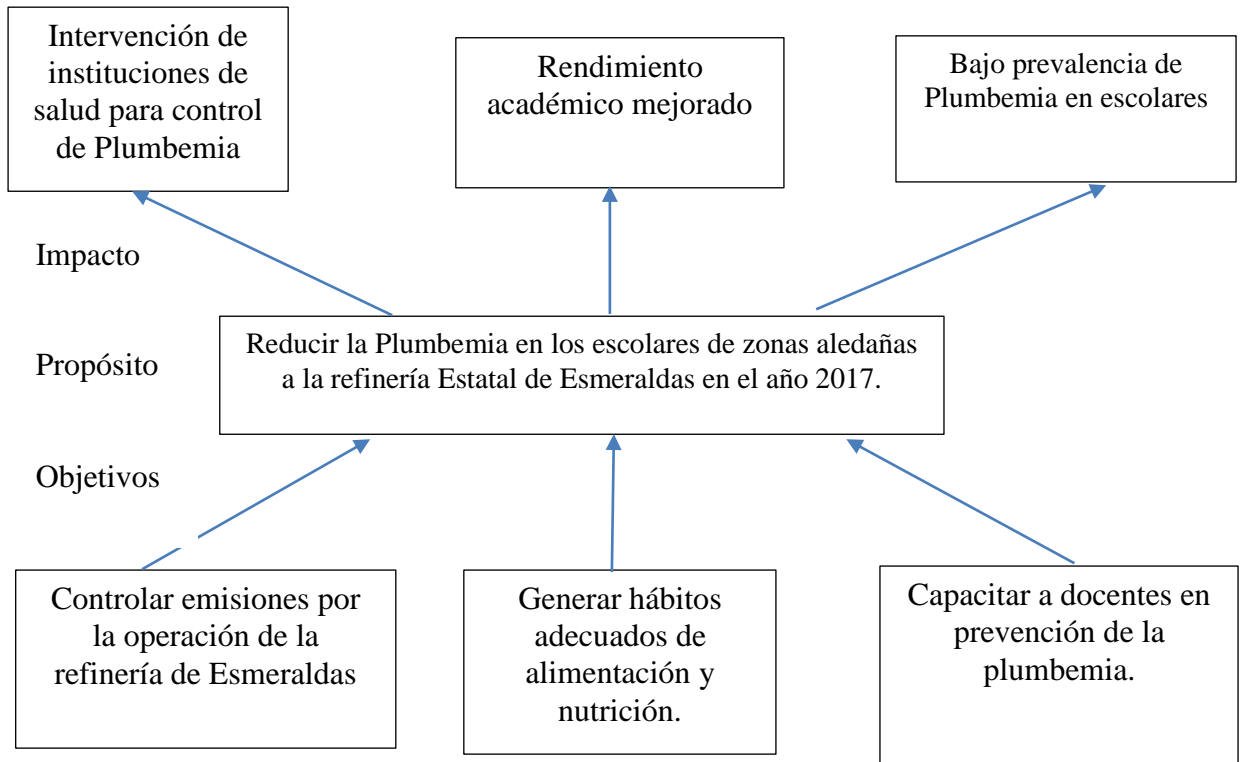 Intervención de
instituciones de
salud para control
de Plumbemia
Rendimiento
académico mejorado
Bajo prevalencia de
Plumbemia en escolares
Impacto
Propósito
Reducir la Plumbemia en los escolares de zonas aledañas
a la refinería Estatal de Esmeraldas en el año 2017.
Objetivos
Controlar emisiones por
la operación de la
refinería de Esmeraldas
Generar hábitos
adecuados de
alimentación y
nutrición.
Capacitar a docentes en
prevención de la
plumbemia.